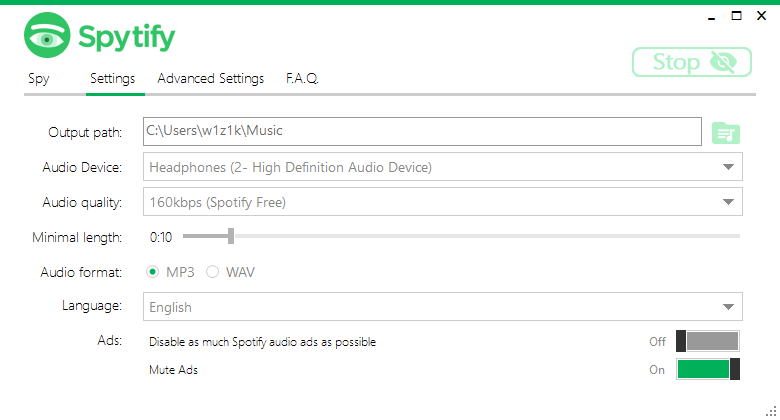 Spytify
Stop
Spy Settings Advanced Settings F.A.Q.
Output path: C:\Users\w1z1k\Music
Audio Device: Headphones (2- High Definition Audio Device)
Audio quality: 160kbps (Spotify Free)
Minimal length: 0:10
Audio format: MP3 WAV
Language: English
Ads: Disable as much Spotify audio ads as possible Off
Mute Ads On